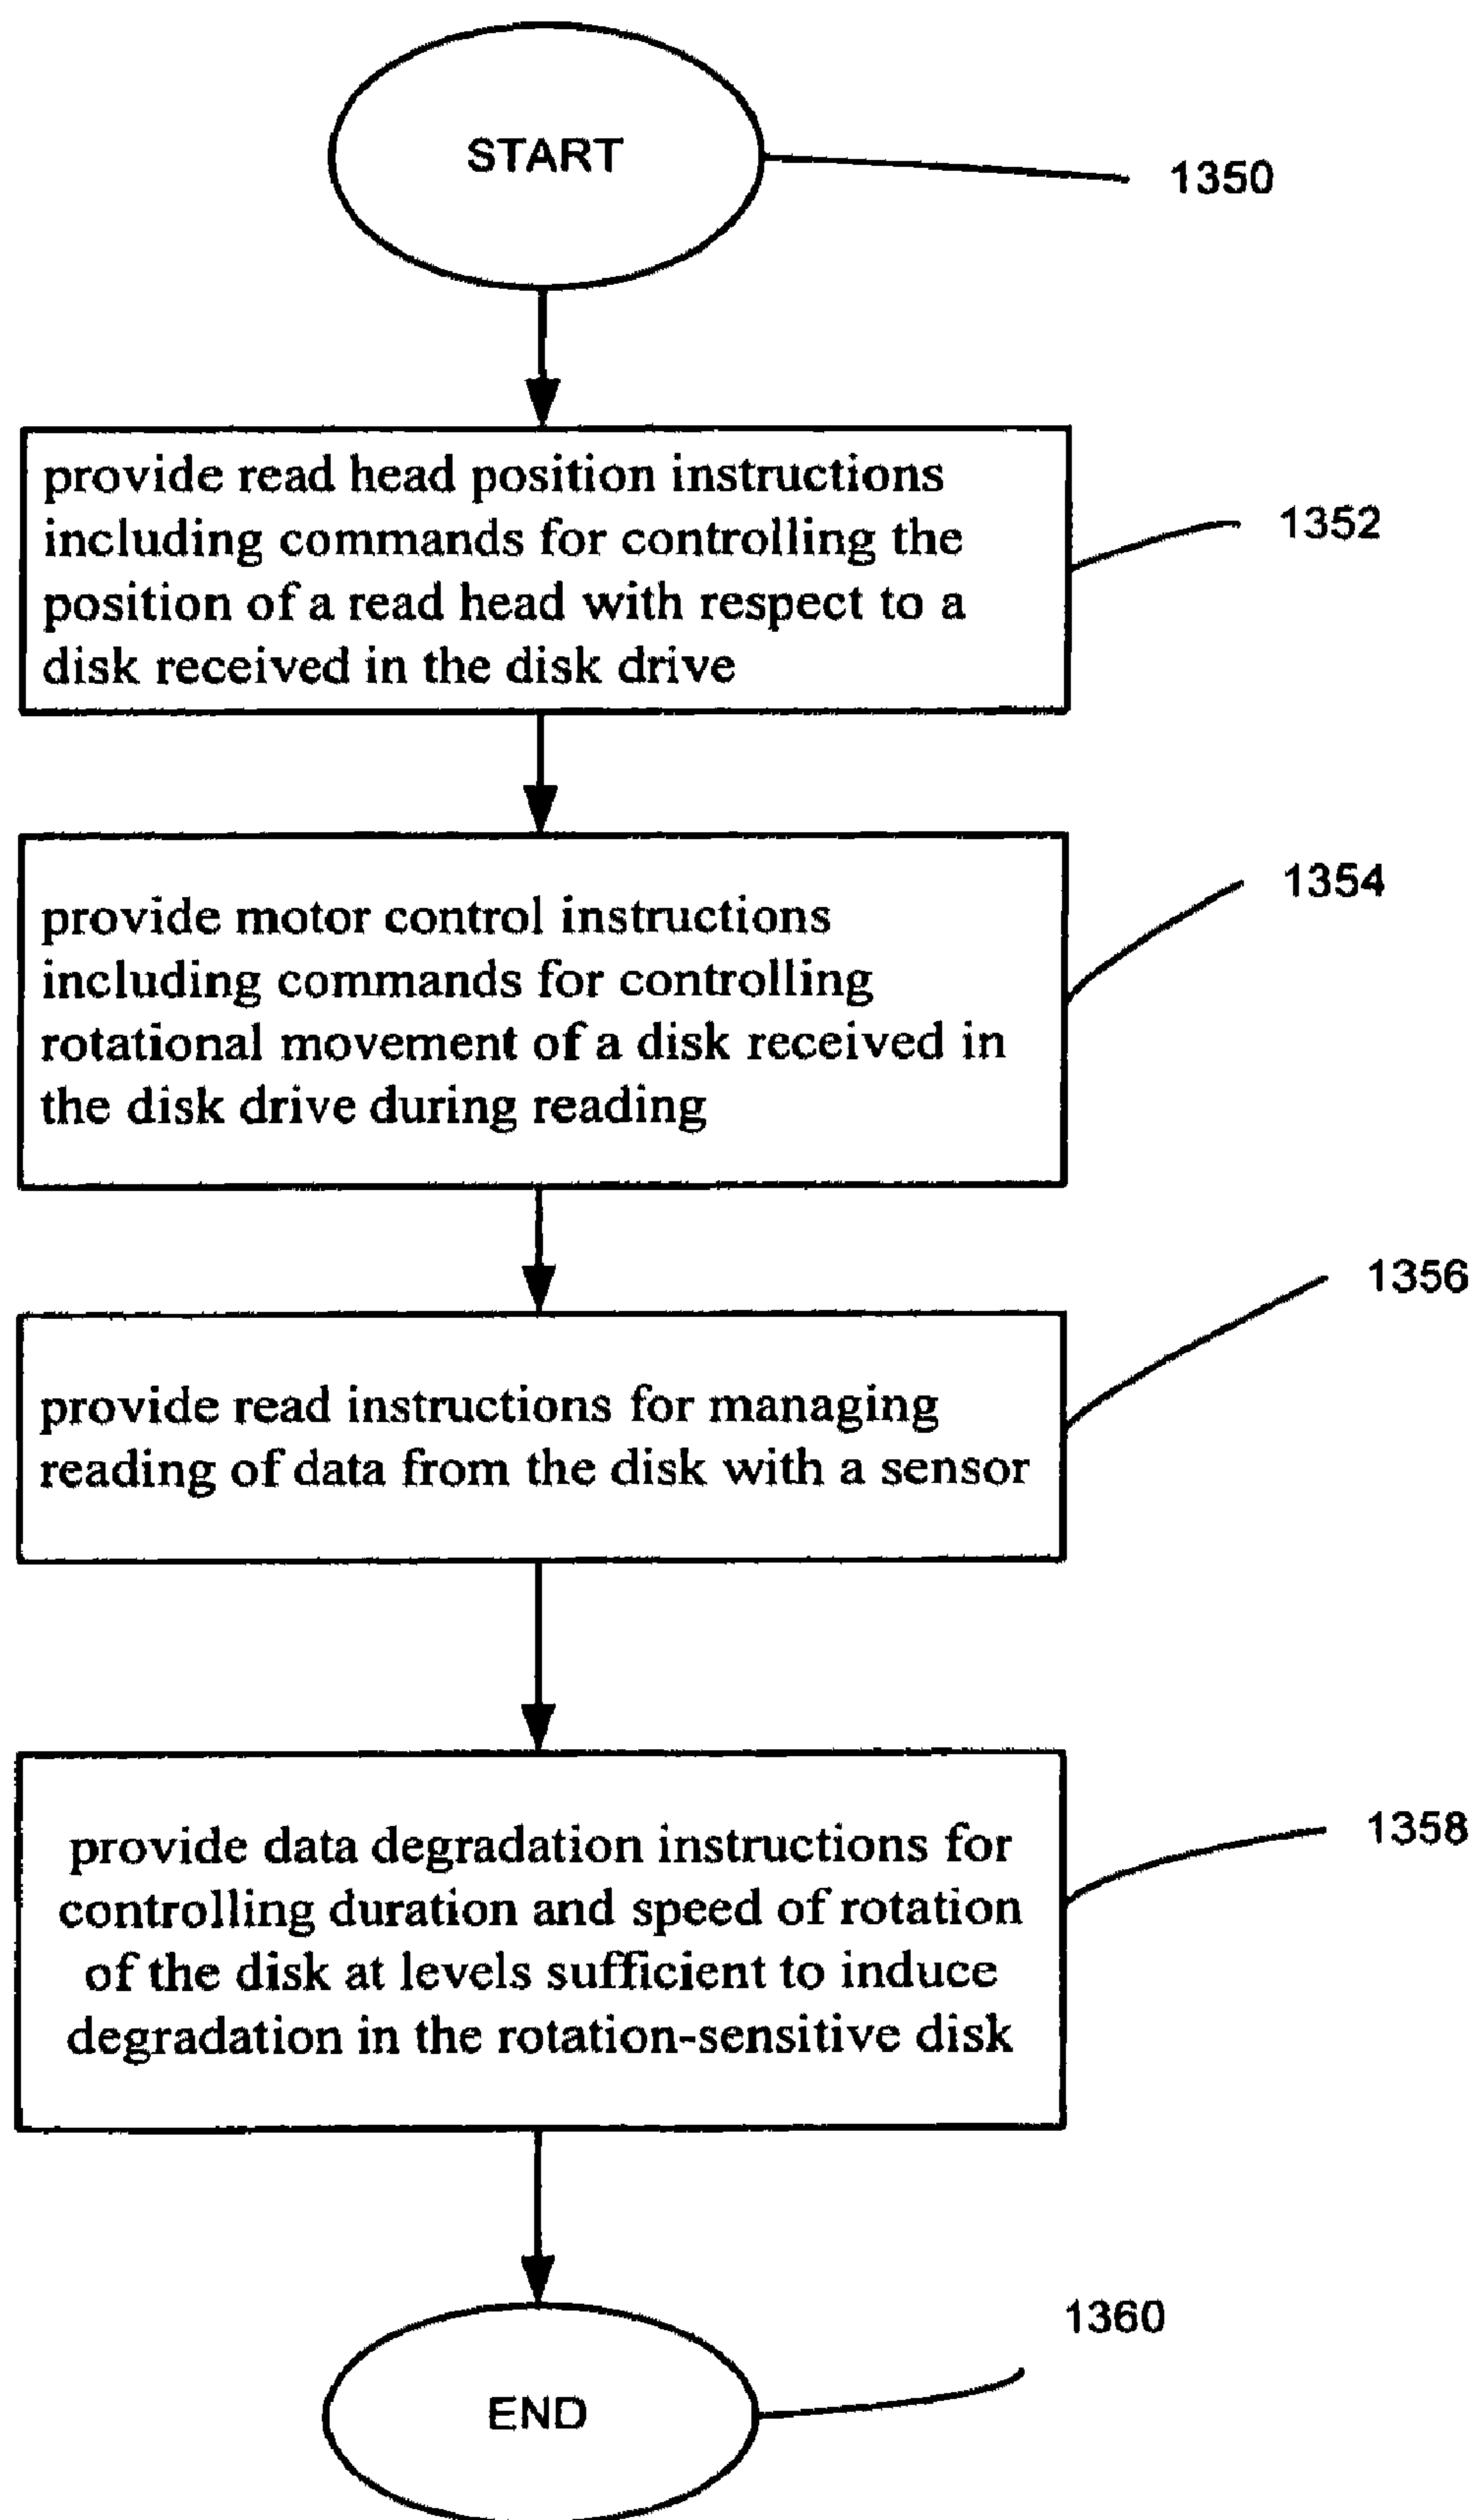 START
1350
provide read head position instructions
including commands for controlling the
position of a read head with respect to a
disk received in the disk drive
1352
provide motor control instructions
including commands for controlling
rotational movement of a disk received in
the disk drive during reading
1354
provide read instructions for managing
reading of data from the disk with a sensor
1356
provide data degradation instructions for
controlling duration and speed of rotation
of the disk at levels sufficient to induce
degradation in the rotation-sensitive disk
1358
END
1360